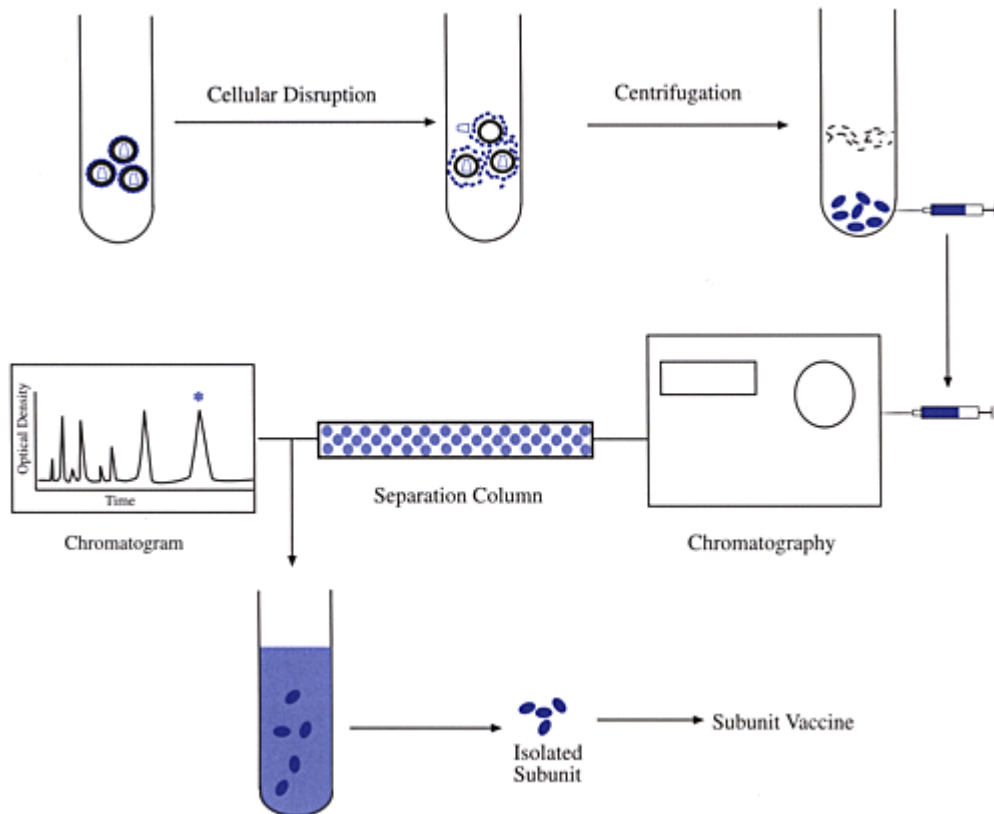 Cellular Disruption
Centrifugation
Optical Density
Time
Chromatogram
Separation Column
Chromatography
*
Isolated
Subunit
Subunit Vaccine